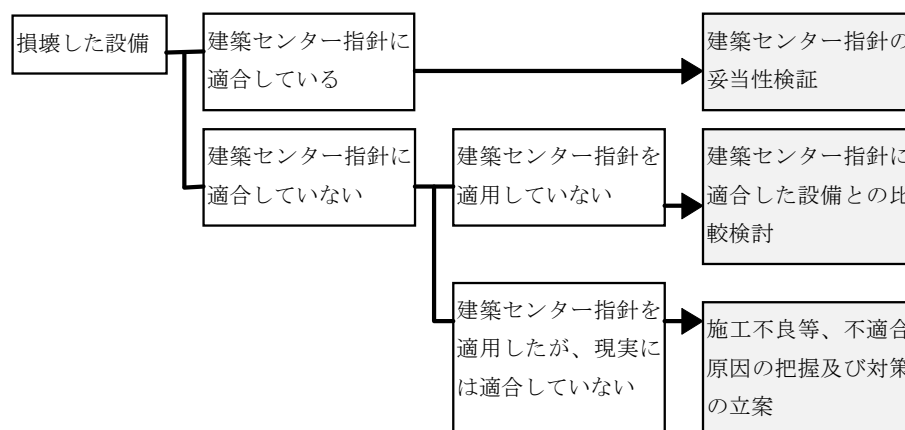 損壊した設備
建築センター指針に
適合している
建築センター指針の
妥当性検証
建築センター指針に
適合していない
建築センター指針を
適用していない
建築センター指針に
適合した設備との比
較検討
建築センター指針を
適用したが、現実に
は適合していない
施工不良等、不適合
原因の把握及び対策
の立案